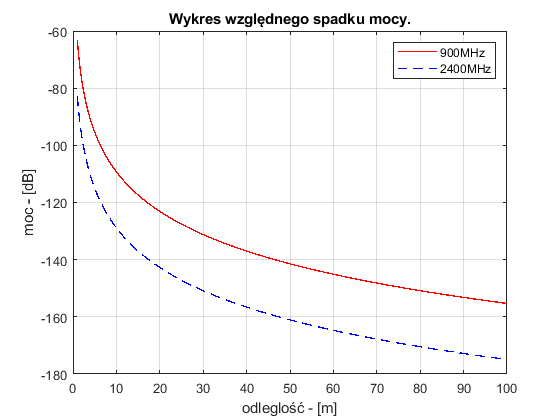 Wykres względnego spadku mocy.
-60
-80
-100
-120
-140
-160
-180
moc - [dB]
900MHz
2400MHz
0 10 20 30 40 50 60 70 80 90 100
odległość - [m]